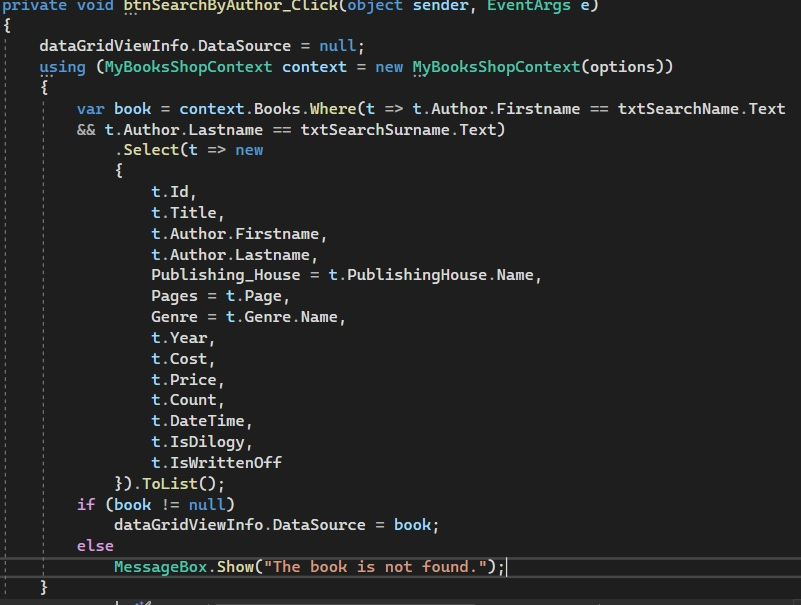 private void btnSearchByAuthor_Click(object sender, EventArgs e)
{
dataGridViewInfo.DataSource = null;
using (MyBooksShopContext context = new MyBooksShopContext(options))
{
var book = context.Books.Where(t => t.Author.Firstname == txtSearchName.Text
&& t.Author.Lastname == txtSearchSurname.Text)
.Select(t => new
{
t.Id,
t.Title,
t.Author.Firstname,
t.Author.Lastname,
Publishing_House = t.PublishingHouse.Name,
Pages = t.Page,
Genre = t.Genre.Name,
t.Year,
t.Cost,
t.Price,
t.Count,
t.DateTime,
t.IsDilogy,
t.IsWrittenOff
}).ToList();
if (book != null)
dataGridViewInfo.DataSource = book;
else
MessageBox.Show("The book is not found.");
}